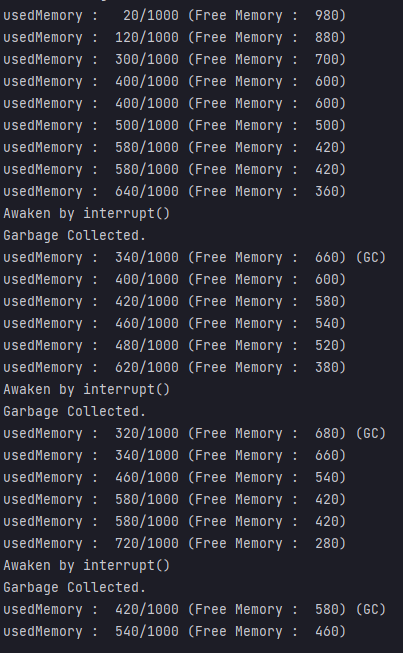 usedMemory :   20/1000 (Free Memory :  980)
usedMemory :  120/1000 (Free Memory :  880)
usedMemory :  300/1000 (Free Memory :  700)
usedMemory :  400/1000 (Free Memory :  600)
usedMemory :  400/1000 (Free Memory :  600)
usedMemory :  500/1000 (Free Memory :  500)
usedMemory :  580/1000 (Free Memory :  420)
usedMemory :  580/1000 (Free Memory :  420)
usedMemory :  640/1000 (Free Memory :  360)
Awaken by interrupt()
Garbage Collected.
usedMemory :  340/1000 (Free Memory :  660) (GC)
usedMemory :  400/1000 (Free Memory :  600)
usedMemory :  420/1000 (Free Memory :  580)
usedMemory :  460/1000 (Free Memory :  540)
usedMemory :  480/1000 (Free Memory :  520)
usedMemory :  620/1000 (Free Memory :  380)
Awaken by interrupt()
Garbage Collected.
usedMemory :  320/1000 (Free Memory :  680) (GC)
usedMemory :  340/1000 (Free Memory :  660)
usedMemory :  460/1000 (Free Memory :  540)
usedMemory :  580/1000 (Free Memory :  420)
usedMemory :  580/1000 (Free Memory :  420)
usedMemory :  720/1000 (Free Memory :  280)
Awaken by interrupt()
Garbage Collected.
usedMemory :  420/1000 (Free Memory :  580) (GC)
usedMemory :  540/1000 (Free Memory :  460)